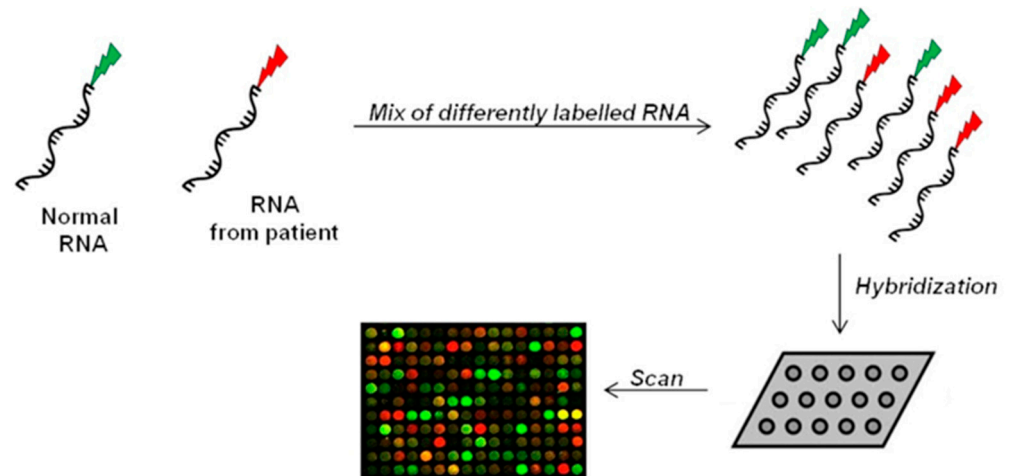 Mix of differently labelled RNA
Normal
RNA
RNA
from patient
Hybridization
Scan